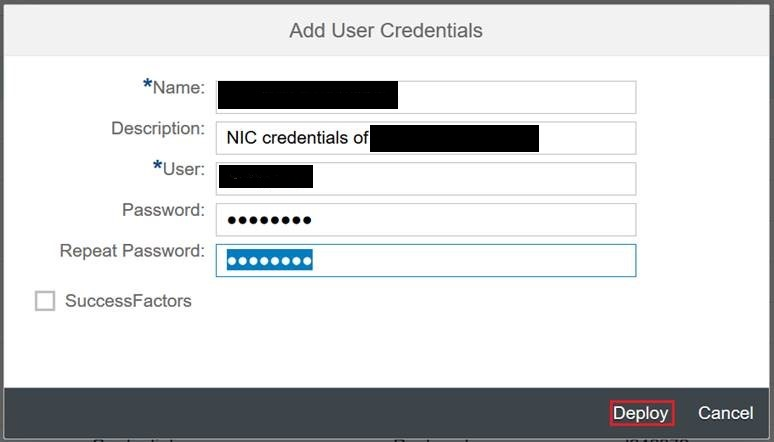 Add User Credentials
*Name:
Description: NIC credentials of
*User:
Password: ●●●●●●●●
Repeat Password: ●●●●●●●●
SuccessFactors
Deploy Cancel